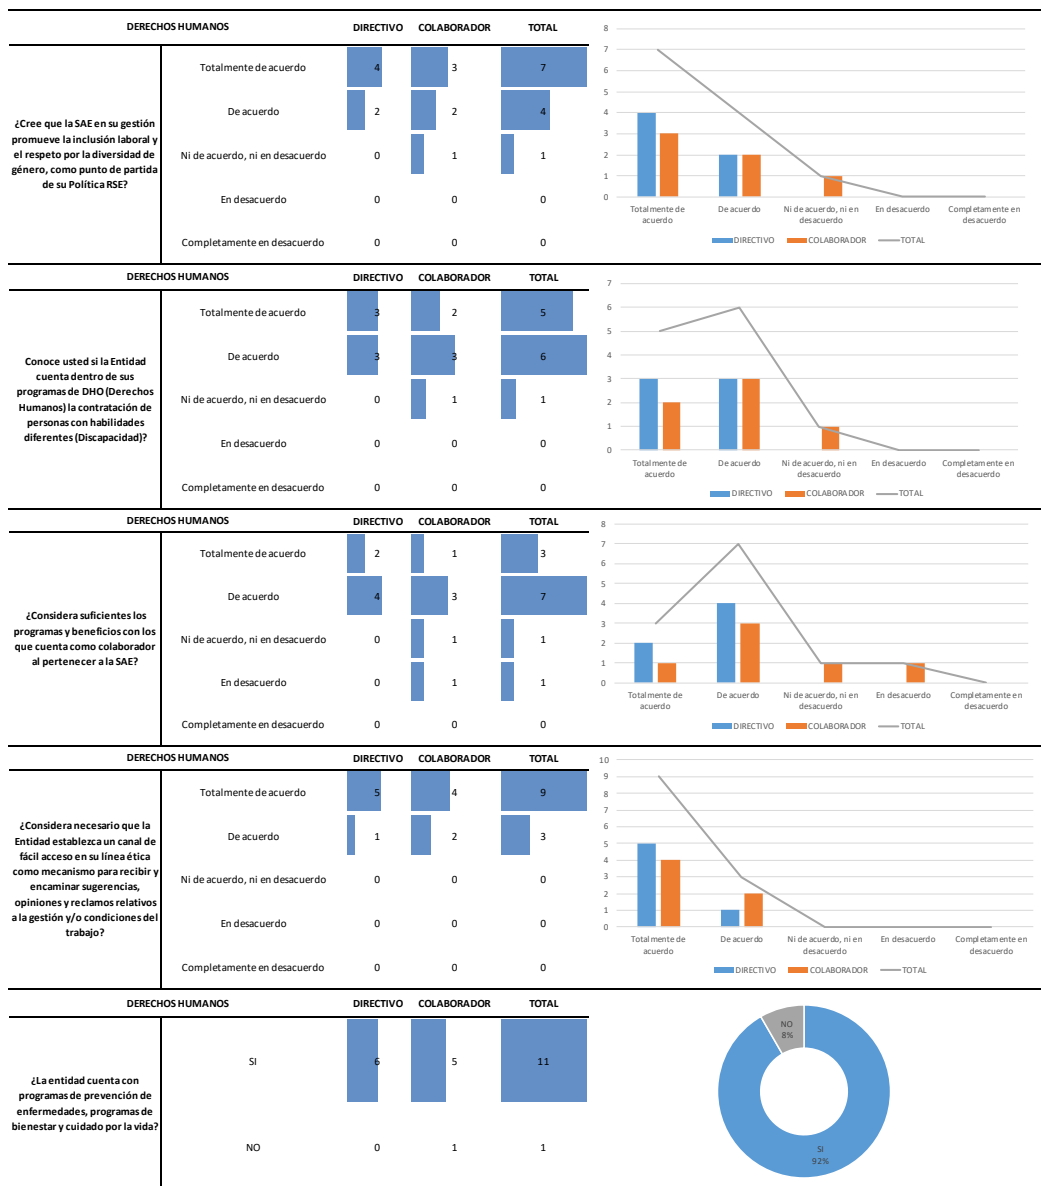 DERECHOS HUMANOS DIRECTIVO COLABORADOR TOTAL
¿Cree que la SAE en su gestión
promueve la inclusión laboral y
el respeto por la diversidad de
género, como punto de partida
de su Política RSE?
Totalmente de acuerdo 4 3 7
De acuerdo 2 2 4
Ni de acuerdo, ni en desacuerdo 0 1 1
En desacuerdo 0 0 0
Completamente en desacuerdo 0 0 0
8
7
6
5
4
3
2
1
0
Totalmente de acuerdo
De acuerdo
Ni de acuerdo, ni en desacuerdo
En desacuerdo
Completamente en desacuerdo
DIRECTIVO COLABORADOR TOTAL
DERECHOS HUMANOS DIRECTIVO COLABORADOR TOTAL
Conoce usted si la Entidad
cuenta dentro de sus
programas de DHO (Derechos
Humanos) la contratación de
personas con habilidades
diferentes (Discapacidad)?
Totalmente de acuerdo 3 2 5
De acuerdo 3 3 6
Ni de acuerdo, ni en desacuerdo 0 1 1
En desacuerdo 0 0 0
Completamente en desacuerdo 0 0 0
7
6
5
4
3
2
1
0
Totalmente de acuerdo
De acuerdo
Ni de acuerdo, ni en desacuerdo
En desacuerdo
Completamente en desacuerdo
DIRECTIVO COLABORADOR TOTAL
DERECHOS HUMANOS DIRECTIVO COLABORADOR TOTAL
¿Considera suficientes los
programas y beneficios con los
que cuenta como colaborador
al pertenecer a la SAE?
Totalmente de acuerdo 2 1 3
De acuerdo 4 3 7
Ni de acuerdo, ni en desacuerdo 0 1 1
En desacuerdo 0 1 1
Completamente en desacuerdo 0 0 0
8
7
6
5
4
3
2
1
0
Totalmente de acuerdo
De acuerdo
Ni de acuerdo, ni en desacuerdo
En desacuerdo
Completamente en desacuerdo
DIRECTIVO COLABORADOR TOTAL
DERECHOS HUMANOS DIRECTIVO COLABORADOR TOTAL
¿Considera necesario que la
Entidad establezca un canal de
fácil acceso en su línea ética
como mecanismo para recibir y
encaminar sugerencias,
opiniones y reclamos relativos
a la gestión y/o condiciones del
trabajo?
Totalmente de acuerdo 5 4 9
De acuerdo 1 2 3
Ni de acuerdo, ni en desacuerdo 0 0 0
En desacuerdo 0 0 0
Completamente en desacuerdo 0 0 0
10
9
8
7
6
5
4
3
2
1
0
Totalmente de acuerdo
De acuerdo
Ni de acuerdo, ni en desacuerdo
En desacuerdo
Completamente en desacuerdo
DIRECTIVO COLABORADOR TOTAL
DERECHOS HUMANOS DIRECTIVO COLABORADOR TOTAL
¿La entidad cuenta con
programas de prevención de
enfermedades, programas de
bienestar y cuidado por la vida?
SI 6 5 11
NO 0 1 1
NO
8%
SI
92%